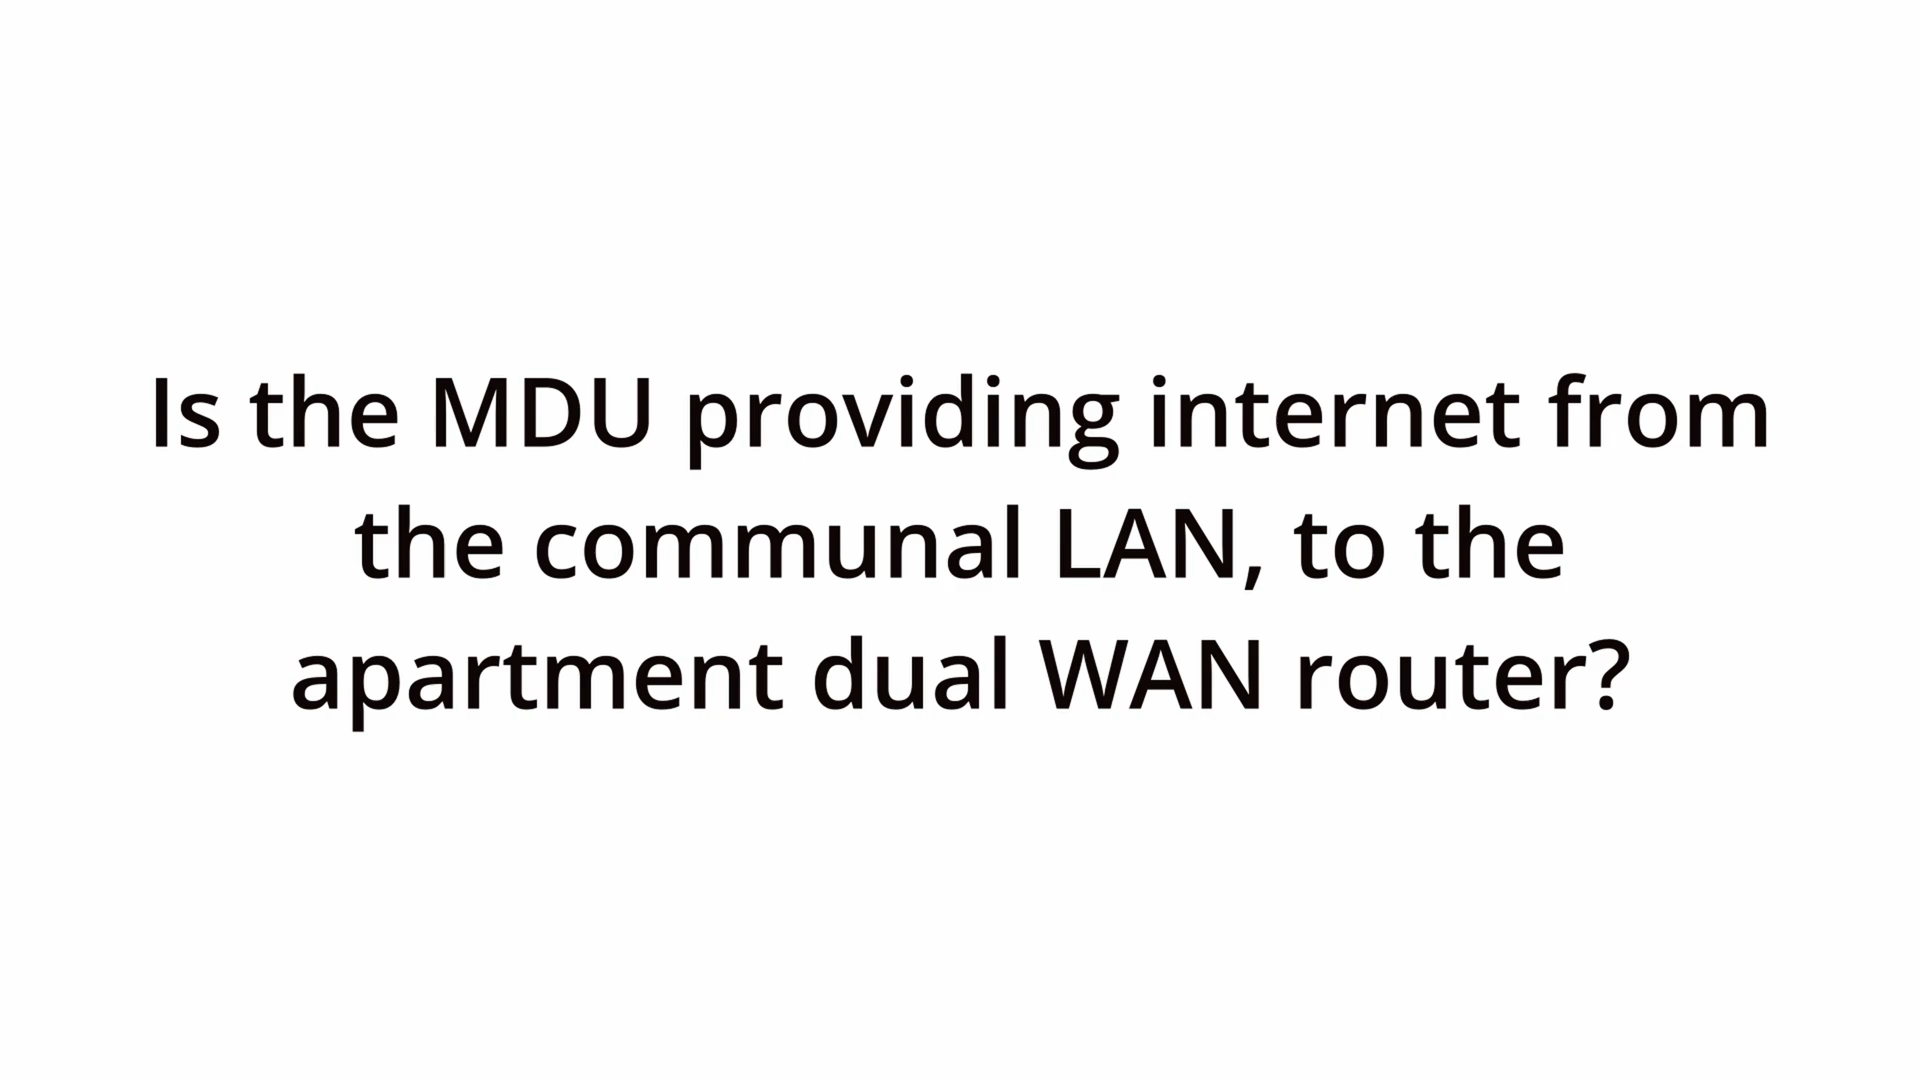 Is the MDU providing internet from
the communal LAN, to the
apartment dual WAN router?